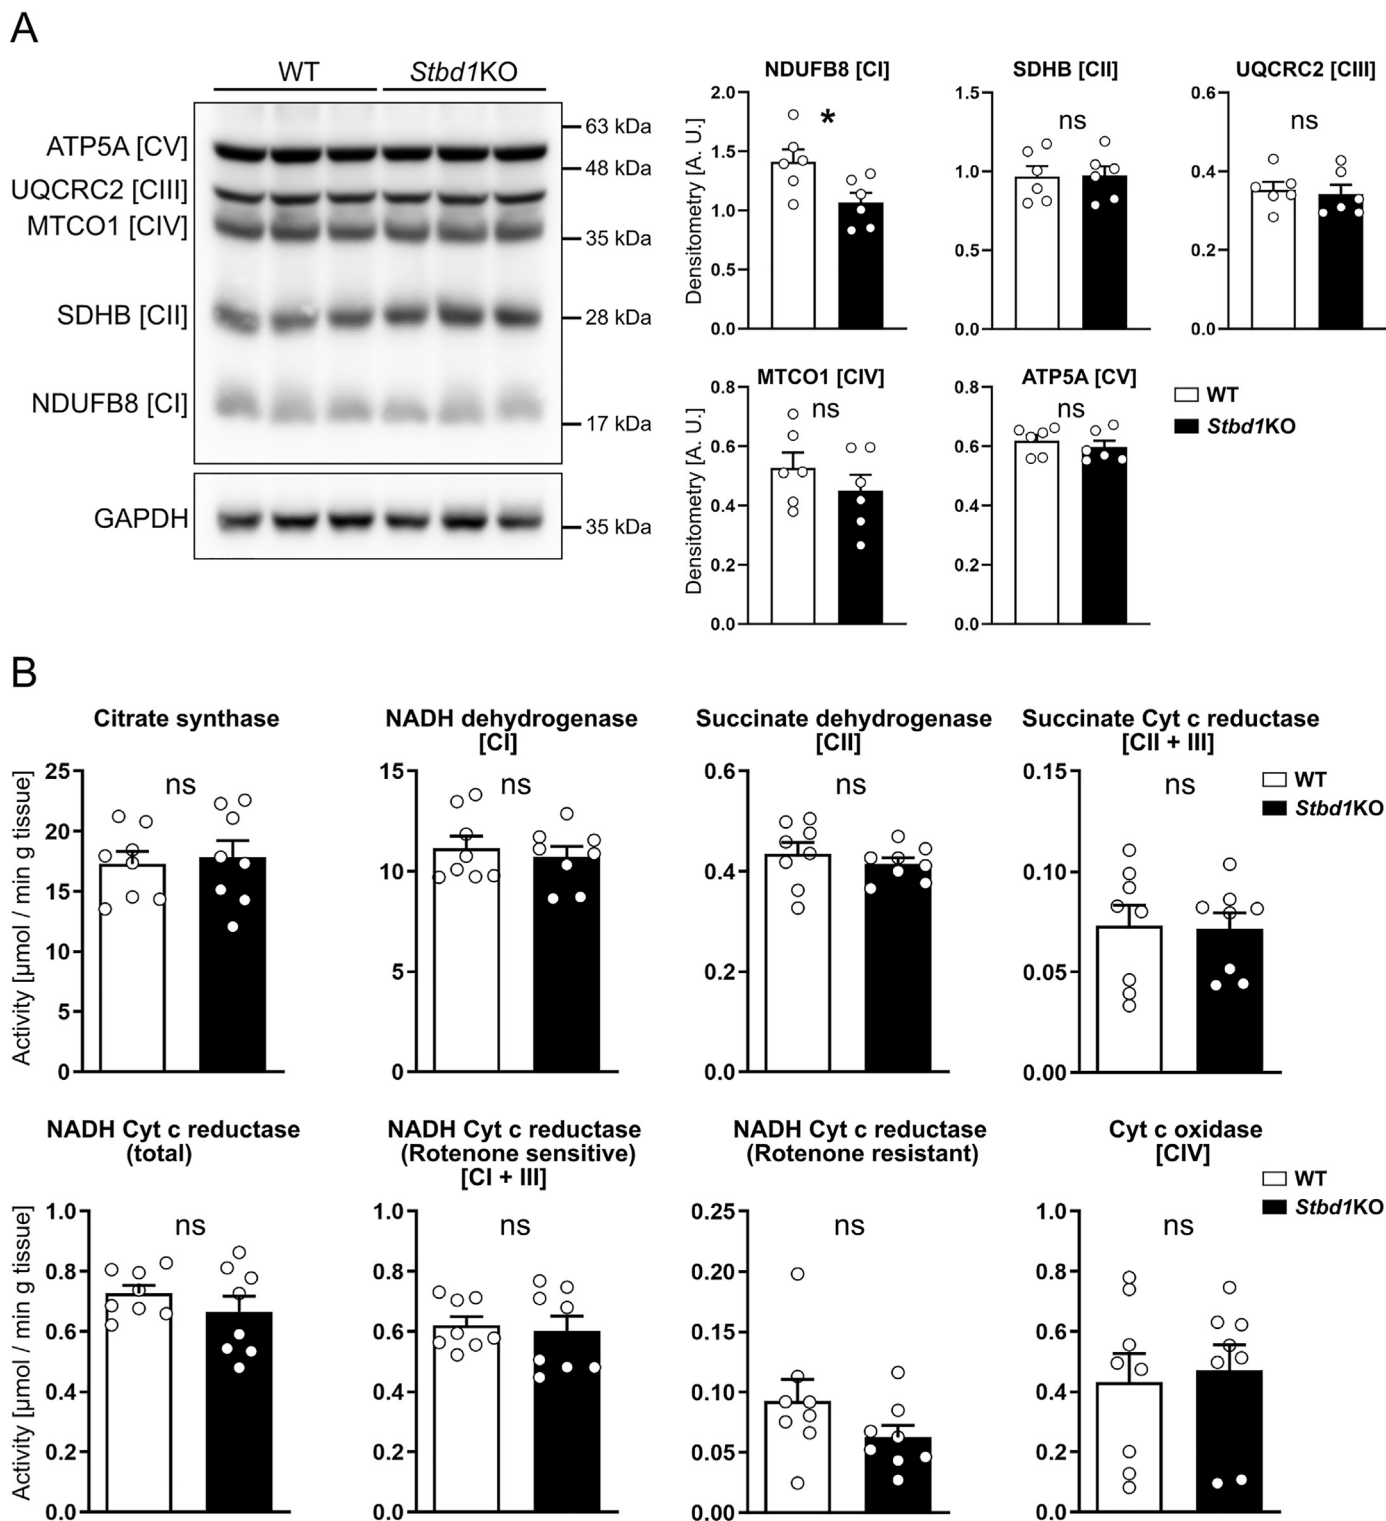 A
WT Stbd1KO
ATP5A [CV]
UQCRC2 [CIII]
MTCO1 [CIV]
SDHB [CII]
NDUFB8 [CI]
GAPDH
63 kDa
48 kDa
35 kDa
28 kDa
17 kDa
35 kDa
NDUFB8 [CI]
Densitometry [A. U.]
2.0
1.5
1.0
0.5
0.0
*
SDHB [CII]
1.5
1.0
0.5
0.0
ns
UQCRC2 [CIII]
0.6
0.4
0.2
0.0
ns
MTCO1 [CIV]
Densitometry [A. U.]
0.8
0.6
0.4
0.2
0.0
ns
ATP5A [CV]
0.8
0.6
0.4
0.2
0.0
ns
WT
Stbd1KO
B
Citrate synthase
Activity [µmol / min g tissue]
25
20
15
10
5
0
ns
NADH dehydrogenase
[CI]
15
10
5
0
ns
Succinate dehydrogenase
[CII]
0.6
0.4
0.2
0.0
ns
Succinate Cyt c reductase
[CII + III]
0.15
0.10
0.05
0.00
ns
WT
Stbd1KO
NADH Cyt c reductase
(total)
Activity [µmol / min g tissue]
1.0
0.8
0.6
0.4
0.2
0.0
ns
NADH Cyt c reductase
(Rotenone sensitive)
[CI + III]
1.0
0.8
0.6
0.4
0.2
0.0
ns
NADH Cyt c reductase
(Rotenone resistant)
0.25
0.20
0.15
0.10
0.05
0.00
ns
Cyt c oxidase
[CIV]
1.0
0.8
0.6
0.4
0.2
0.0
ns
WT
Stbd1KO